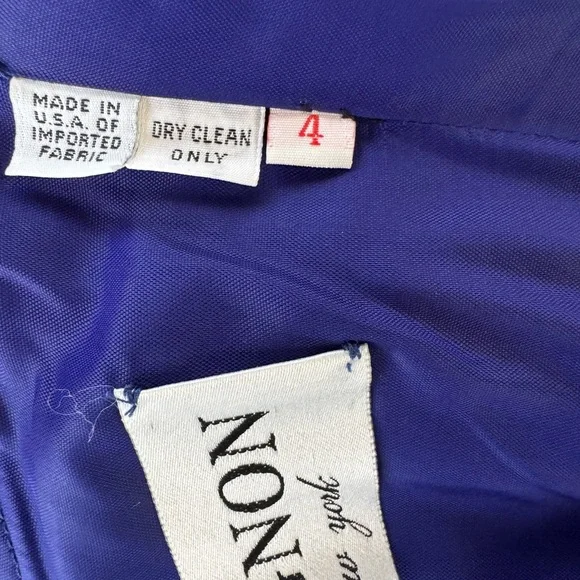 MADE IN
U.S.A. OF
IMPORTED
FABRIC
DRY CLEAN
ONLY
4
NON
york